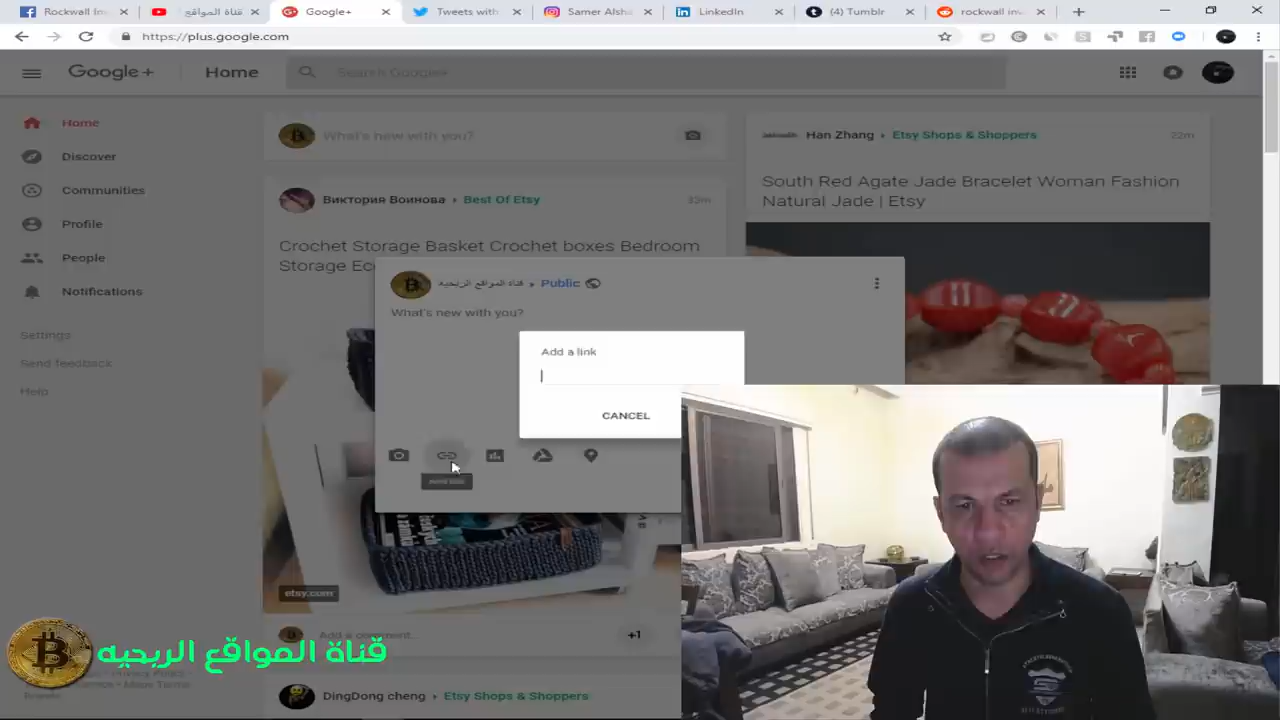 Rockwall Inv
قناة المواقع
Google+
Tweets with
Samer Alsha
LinkedIn
(4) Tumblr
rockwall inv
https://plus.google.com
Google+
Home
Search Google+
Home
Discover
Communities
Profile
People
Notifications
Settings
Send feedback
Help
What's new with you?
Виктория Воинова ▸ Best Of Etsy
Crochet Storage Basket Crochet boxes Bedroom
etsy.com
Add a comment...
+1
DingDong cheng ▸ Etsy Shops & Shoppers
Han Zhang ▸ Etsy Shops & Shoppers
22m
South Red Agate Jade Bracelet Woman Fashion
Natural Jade | Etsy
قناة المواقع الربحيه ▸ Public
What's new with you?
Add a link
CANCEL
قناة المواقع الربحيه